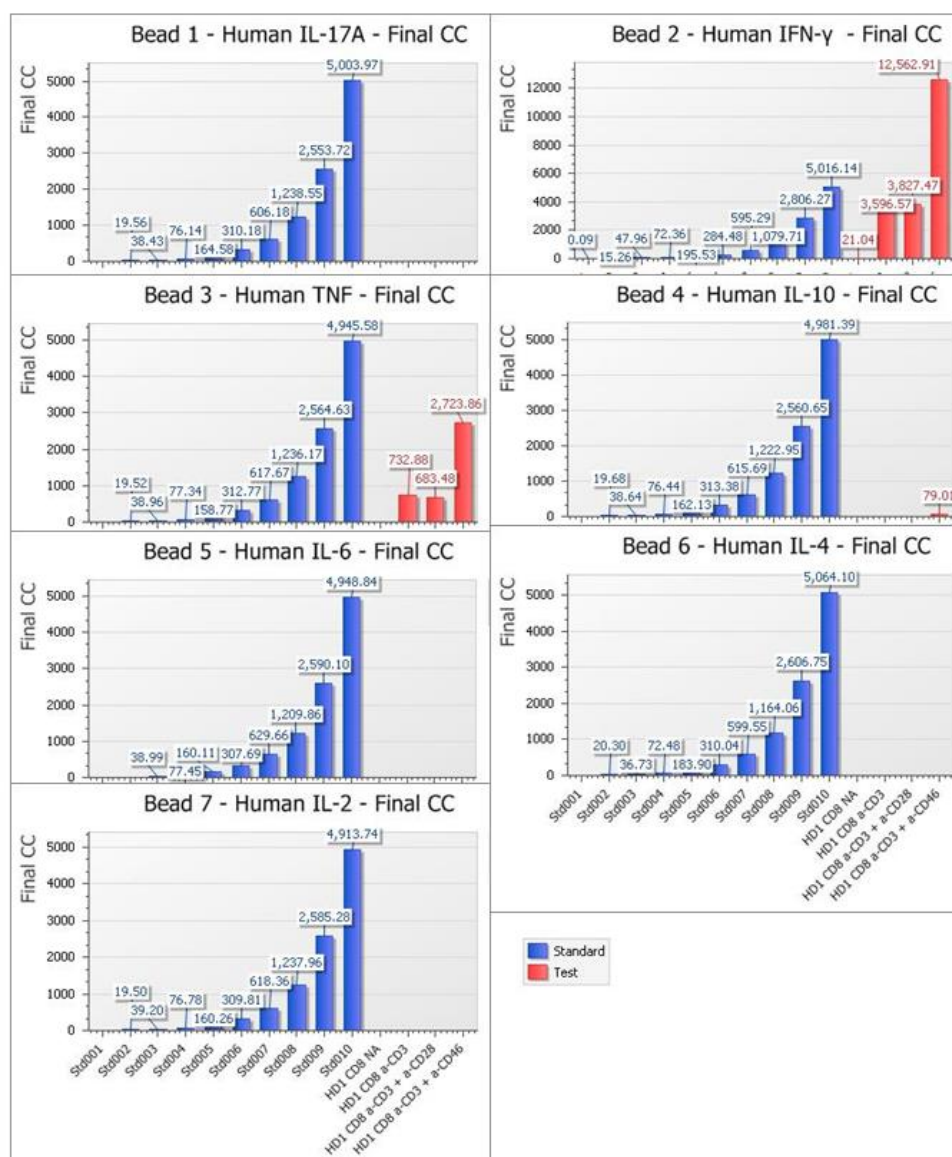 Bead 1 - Human IL-17A - Final CC
Final CC
5000
4000
3000
2000
1000
0
19.56
38.43
76.14
164.58
310.18
606.18
1,238.55
2,553.72
5,003.97
Bead 2 - Human IFN-γ - Final CC
Final CC
12000
10000
8000
6000
4000
2000
0
0.09
15.26
47.96
72.36
195.53
284.48
595.29
1,079.71
2,806.27
5,016.14
21.04
3,596.57
3,827.47
12,562.91
Bead 3 - Human TNF - Final CC
Final CC
5000
4000
3000
2000
1000
0
19.52
38.96
77.34
158.77
312.77
617.67
1,236.17
2,564.63
4,945.58
732.88
683.48
2,723.86
Bead 4 - Human IL-10 - Final CC
Final CC
5000
4000
3000
2000
1000
0
19.68
38.64
76.44
162.13
313.38
615.69
1,222.95
2,560.65
4,981.39
79.01
Bead 5 - Human IL-6 - Final CC
Final CC
5000
4000
3000
2000
1000
0
38.99
77.45
160.11
307.69
629.66
1,209.86
2,590.10
4,948.84
Bead 6 - Human IL-4 - Final CC
Final CC
5000
4000
3000
2000
1000
0
20.30
36.73
72.48
183.90
310.04
599.55
1,164.06
2,606.75
5,064.10
Std001
Std002
Std003
Std004
Std005
Std006
Std007
Std008
Std009
Std010
HD1 CD8 NA
HD1 CD8 a-CD3
HD1 CD8 a-CD3 + a-CD28
HD1 CD8 a-CD3 + a-CD46
Bead 7 - Human IL-2 - Final CC
Final CC
5000
4000
3000
2000
1000
0
19.50
39.20
76.78
160.26
309.81
618.36
1,237.96
2,585.28
4,913.74
Std001
Std002
Std003
Std004
Std005
Std006
Std007
Std008
Std009
Std010
HD1 CD8 NA
HD1 CD8 a-CD3
HD1 CD8 a-CD3 + a-CD28
HD1 CD8 a-CD3 + a-CD46
Standard
Test